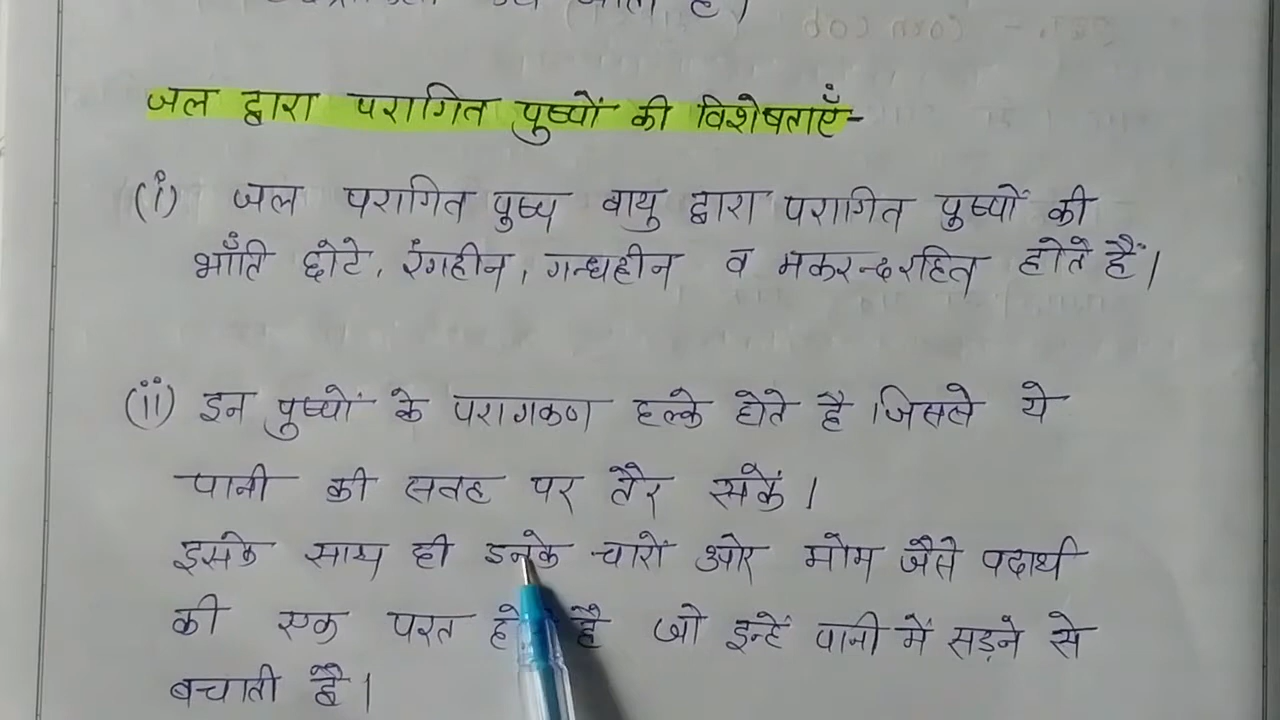 जल द्वारा परागित पुष्पों की विशेषताएँ-
(i) जल परागित पुष्प वायु द्वारा परागित पुष्पों की
भाँति छोटे, रंगहीन, गन्धहीन व मकरन्दरहित होते हैं।
(ii) इन पुष्पों के परागकण हल्के होते है जिससे ये
पानी की सतह पर तैर सकें।
इसके साथ ही इनके चारों ओर मोम जैसे पदार्थ
की एक परत है जो इन्हें पानी में सड़ने से
बचाती है।